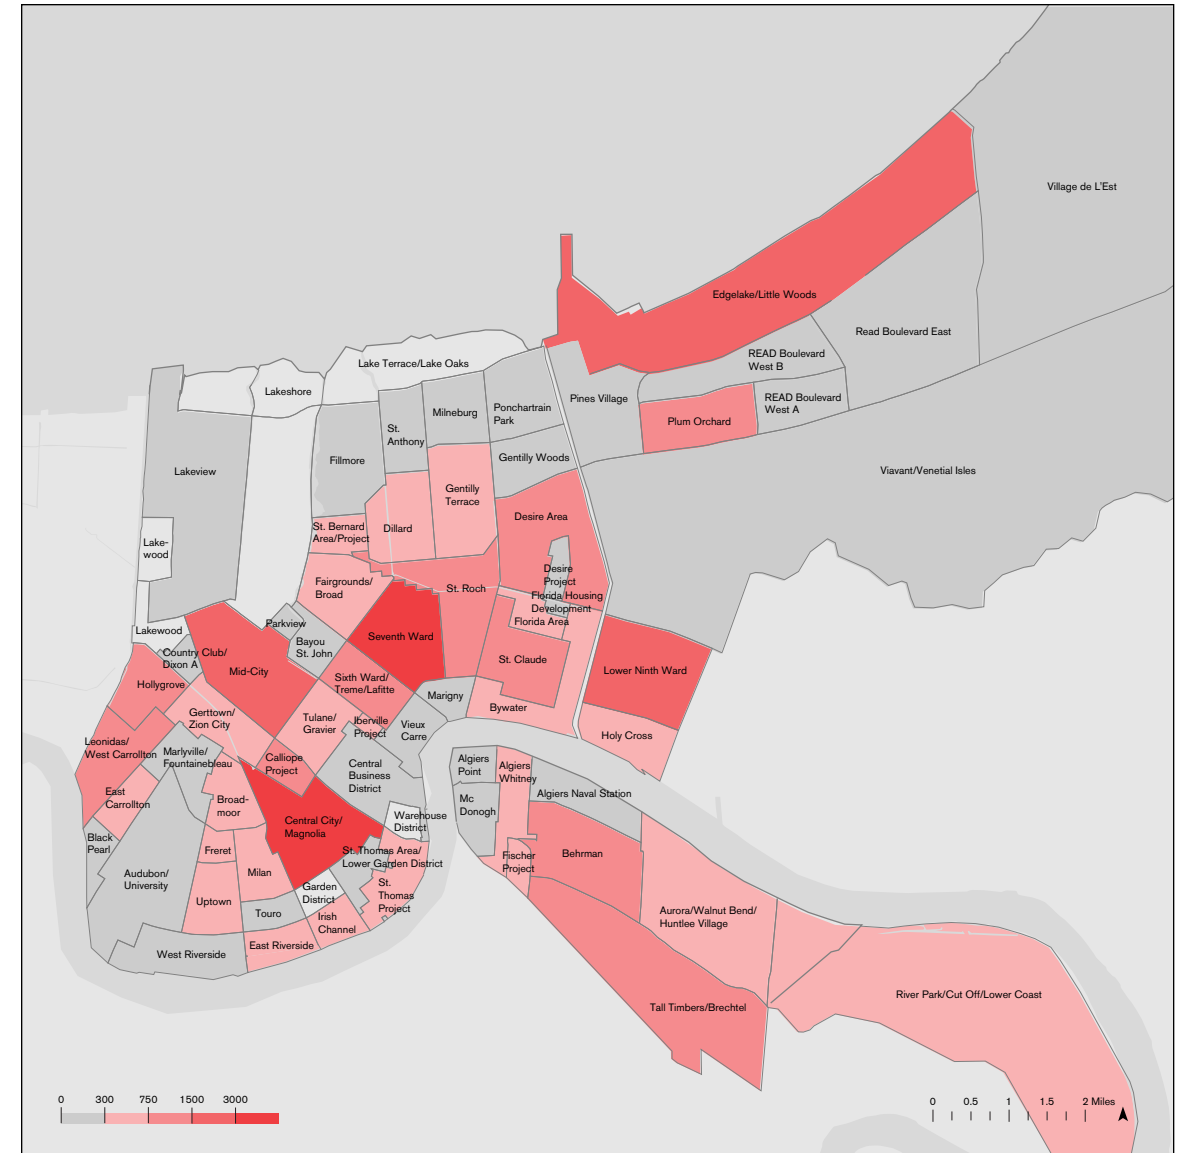 Village de L'Est
Edgelake/Little Woods
Read Boulevard East
READ Boulevard
West B
Lake Terrace/Lake Oaks
Lakeshore
Pines Village
READ Boulevard
West A
Plum Orchard
Ponchartrain
Park
Milneburg
St.
Anthony
Gentilly Woods
Fillmore
Lakeview
Viavant/Venetial Isles
Gentilly
Terrace
Desire Area
St. Bernard
Area/Project
Dillard
Lake-
wood
Desire
Project
Fairgrounds/
Broad
St. Roch
Florida Housing
Development
Florida Area
Parkview
Lakewood
Seventh Ward
Bayou
St. John
Country Club/
Dixon A
Mid-City
St. Claude
Lower Ninth Ward
Hollygrove
Sixth Ward/
Treme/Lafitte
Marigny
Bywater
Gerttown/
Zion City
Tulane/
Gravier
Iberville
Project
Vieux
Carre
Holy Cross
Leonidas/
West Carrollton
Marlyville/
Fountainebleau
Calliope
Project
Central
Business
District
Algiers
Point
Algiers
Whitney
Algiers Naval Station
East
Carrollton
Broad-
moor
Mc
Donogh
Warehouse
District
Central City/
Magnolia
Black
Pearl
Freret
St. Thomas Area/
Lower Garden District
Fischer
Project
Behrman
Audubon/
University
Milan
Garden
District
St.
Thomas
Project
Uptown
Touro
Irish
Channel
Aurora/Walnut Bend/
Huntlee Village
East Riverside
West Riverside
River Park/Cut Off/Lower Coast
Tall Timbers/Brechtel
0 300 750 1500 3000
0 0.5 1 1.5 2 Miles